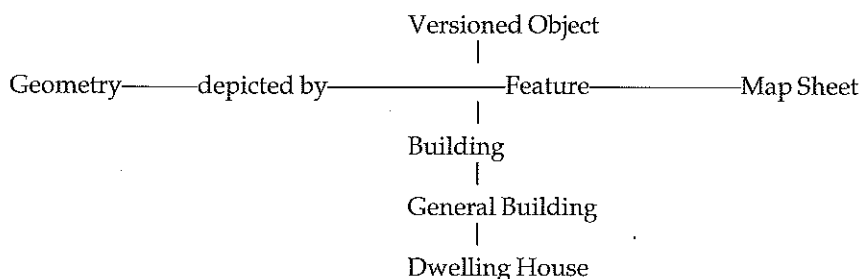 Versioned Object
Geometry depicted by Feature Map Sheet
Building
General Building
Dwelling House